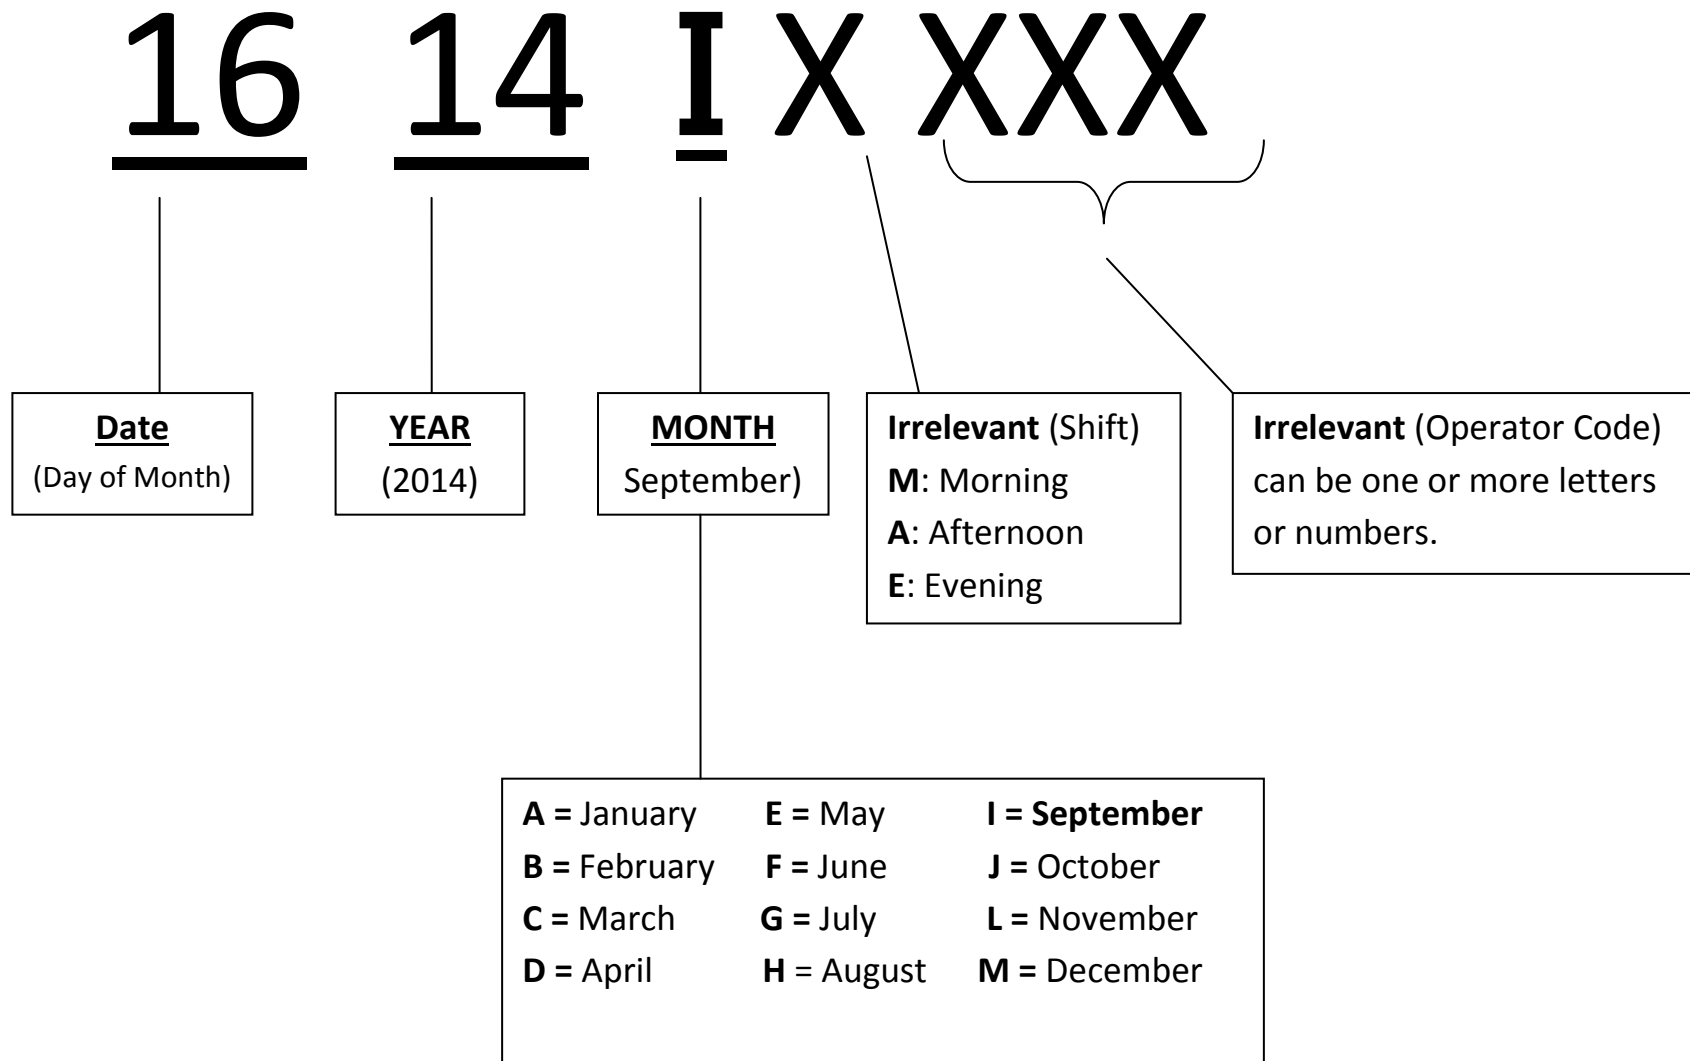 16 14 I X XXX
Date
(Day of Month)
YEAR
(2014)
MONTH
September)
Irrelevant (Shift)
M: Morning
A: Afternoon
E: Evening
Irrelevant (Operator Code)
can be one or more letters
or numbers.
A = January E = May I = September
B = February F = June J = October
C = March G = July L = November
D = April H = August M = December